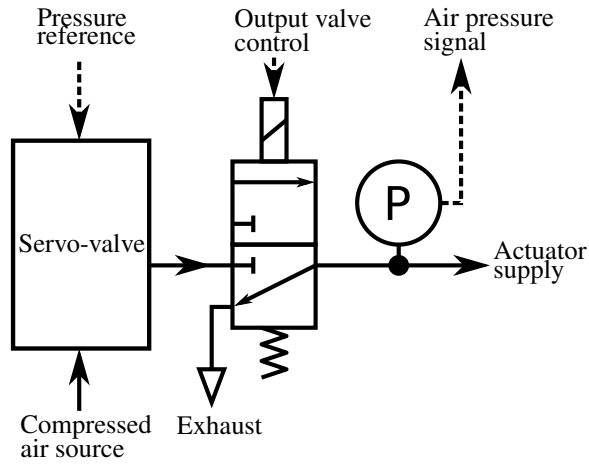 Pressure
reference
Output valve
control
Air pressure
signal
P
Servo-valve
Actuator
supply
Compressed
air source
Exhaust